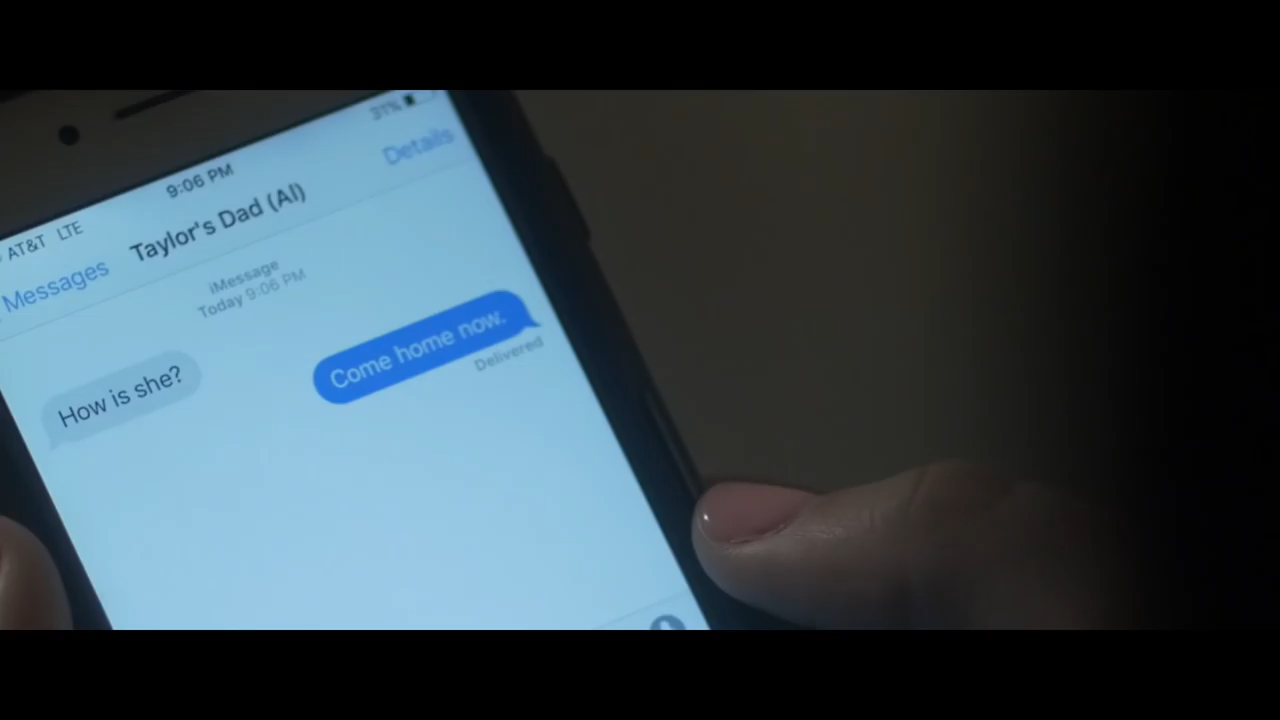 AT&T LTE 9:06 PM 31%
Messages Taylor's Dad (Al) Details
iMessage
Today 9:06 PM
Come home now.
Delivered
How is she?